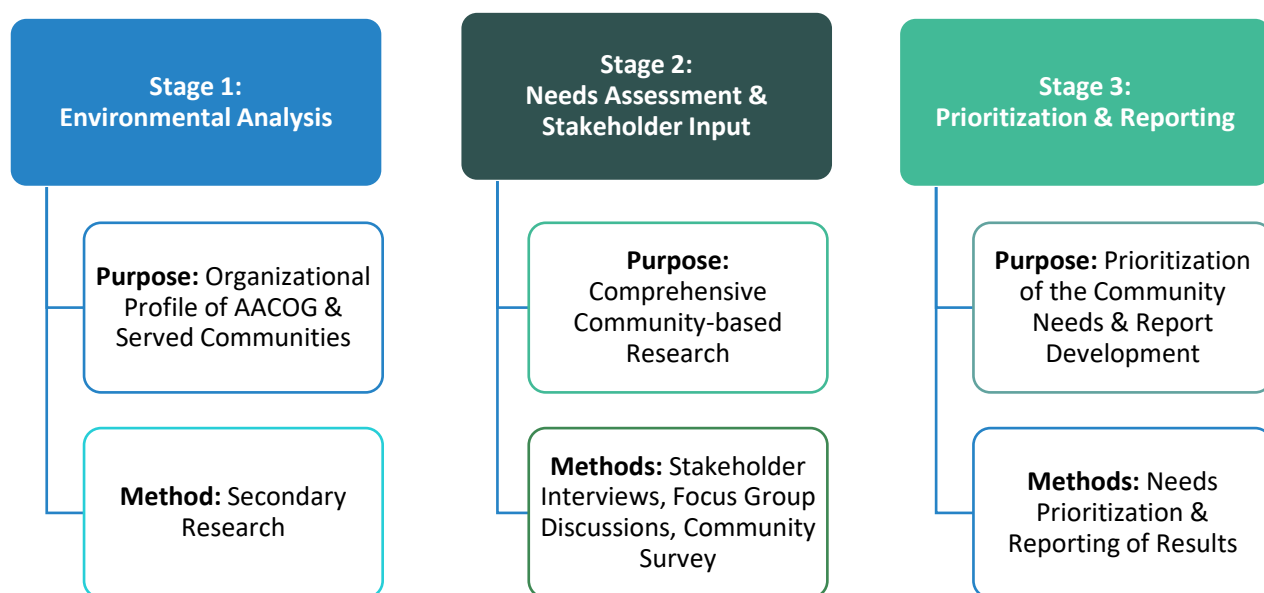 Stage 1:
Environmental Analysis
Purpose: Organizational
Profile of AACOG &
Served Communities
Method: Secondary
Research
Stage 2:
Needs Assessment &
Stakeholder Input
Purpose:
Comprehensive
Community-based
Research
Methods: Stakeholder
Interviews, Focus Group
Discussions, Community
Survey
Stage 3:
Prioritization & Reporting
Purpose: Prioritization
of the Community
Needs & Report
Development
Methods: Needs
Prioritization &
Reporting of Results